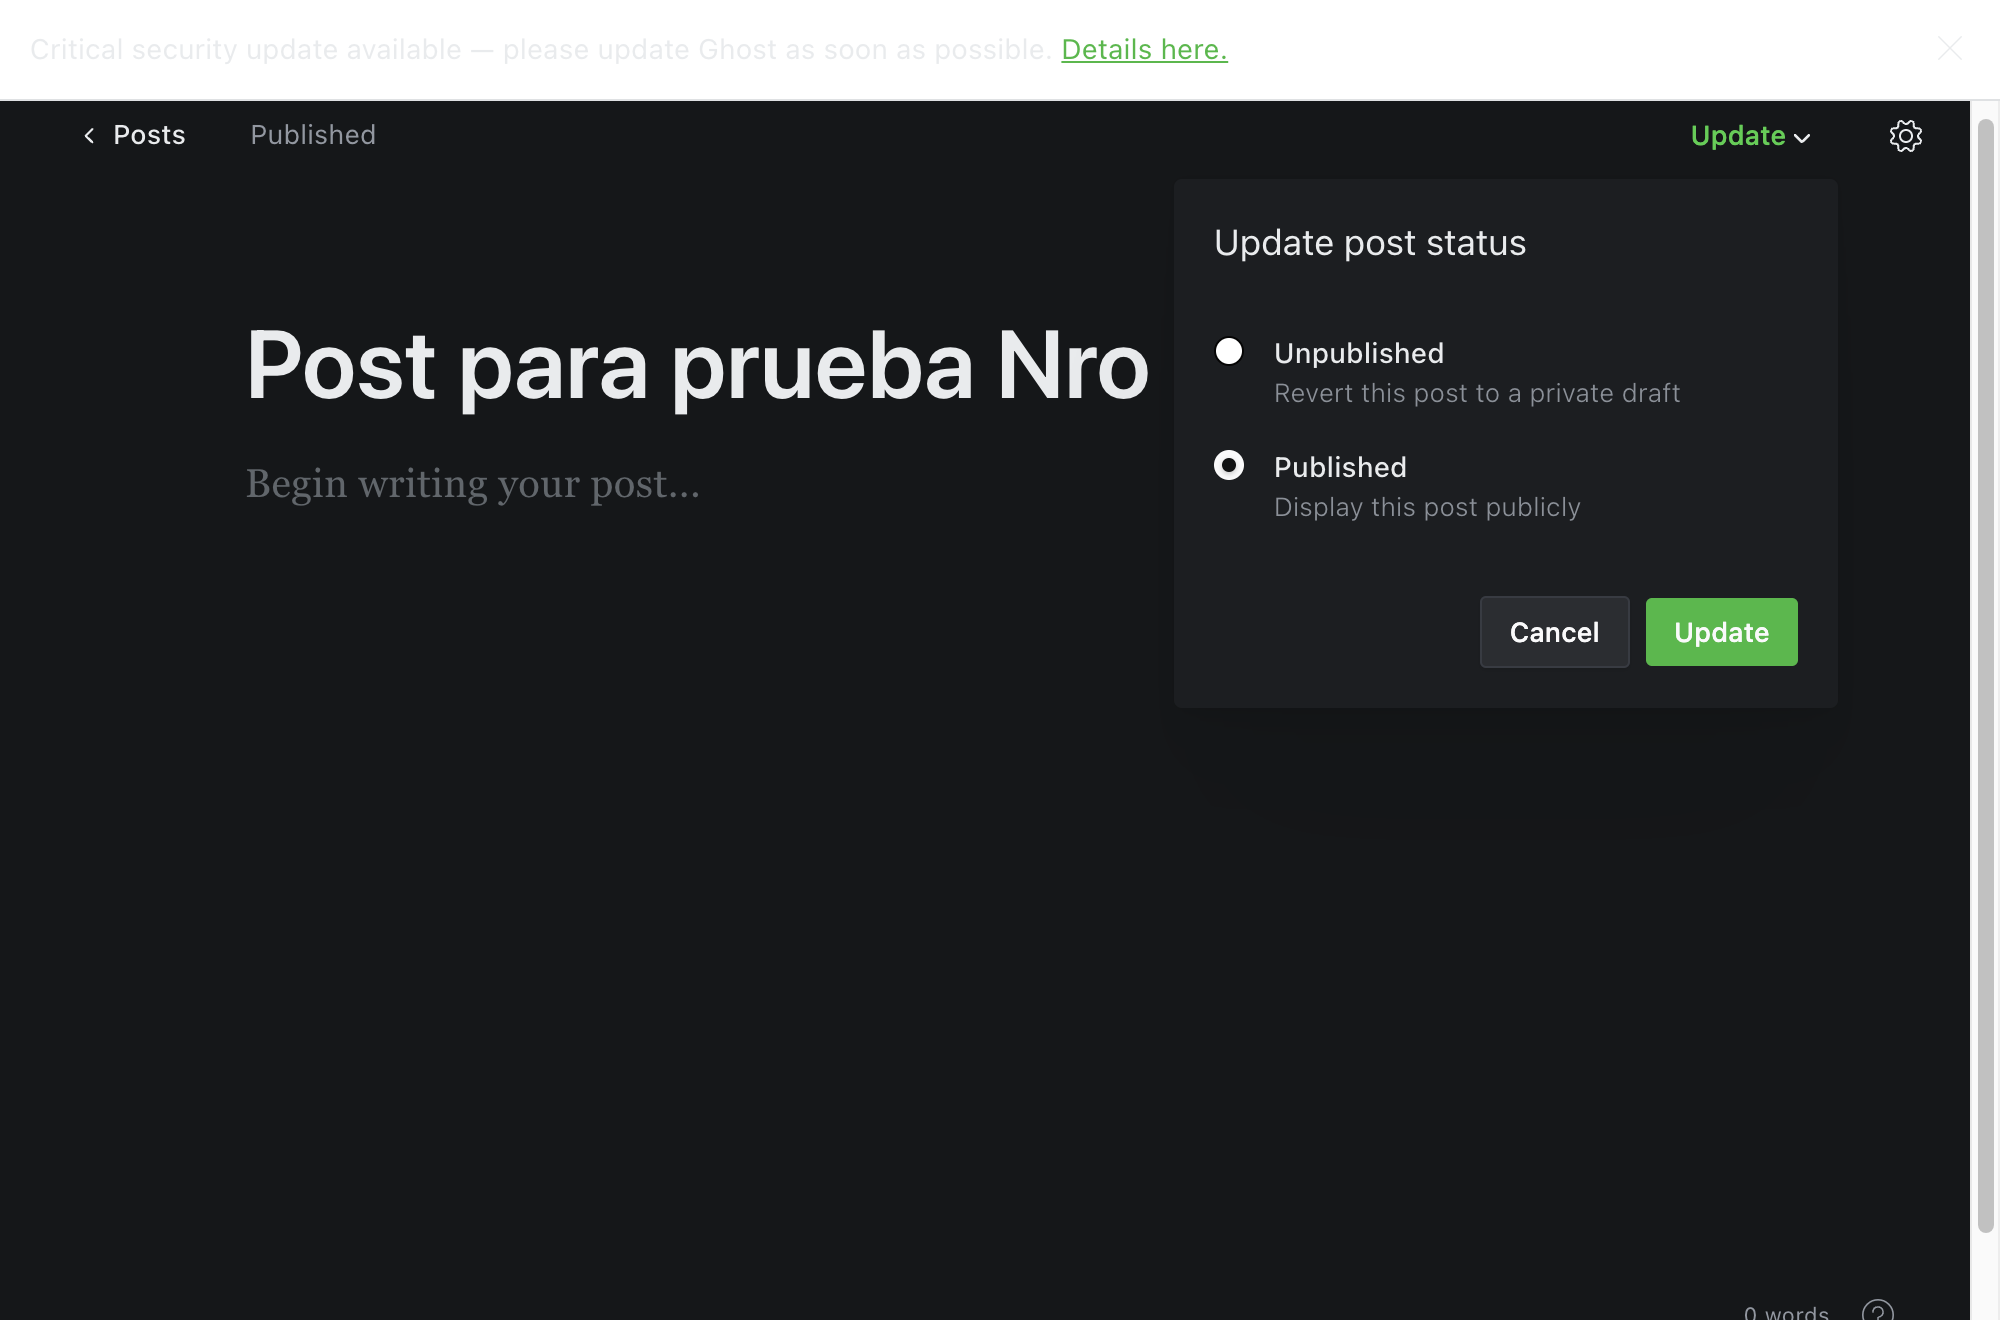 Critical security update available — please update Ghost as soon as possible. Details here.
Posts
Published
Update
Update post status
Unpublished
Revert this post to a private draft
Published
Display this post publicly
Cancel
Update
Post para prueba Nro
Begin writing your post...
0 words